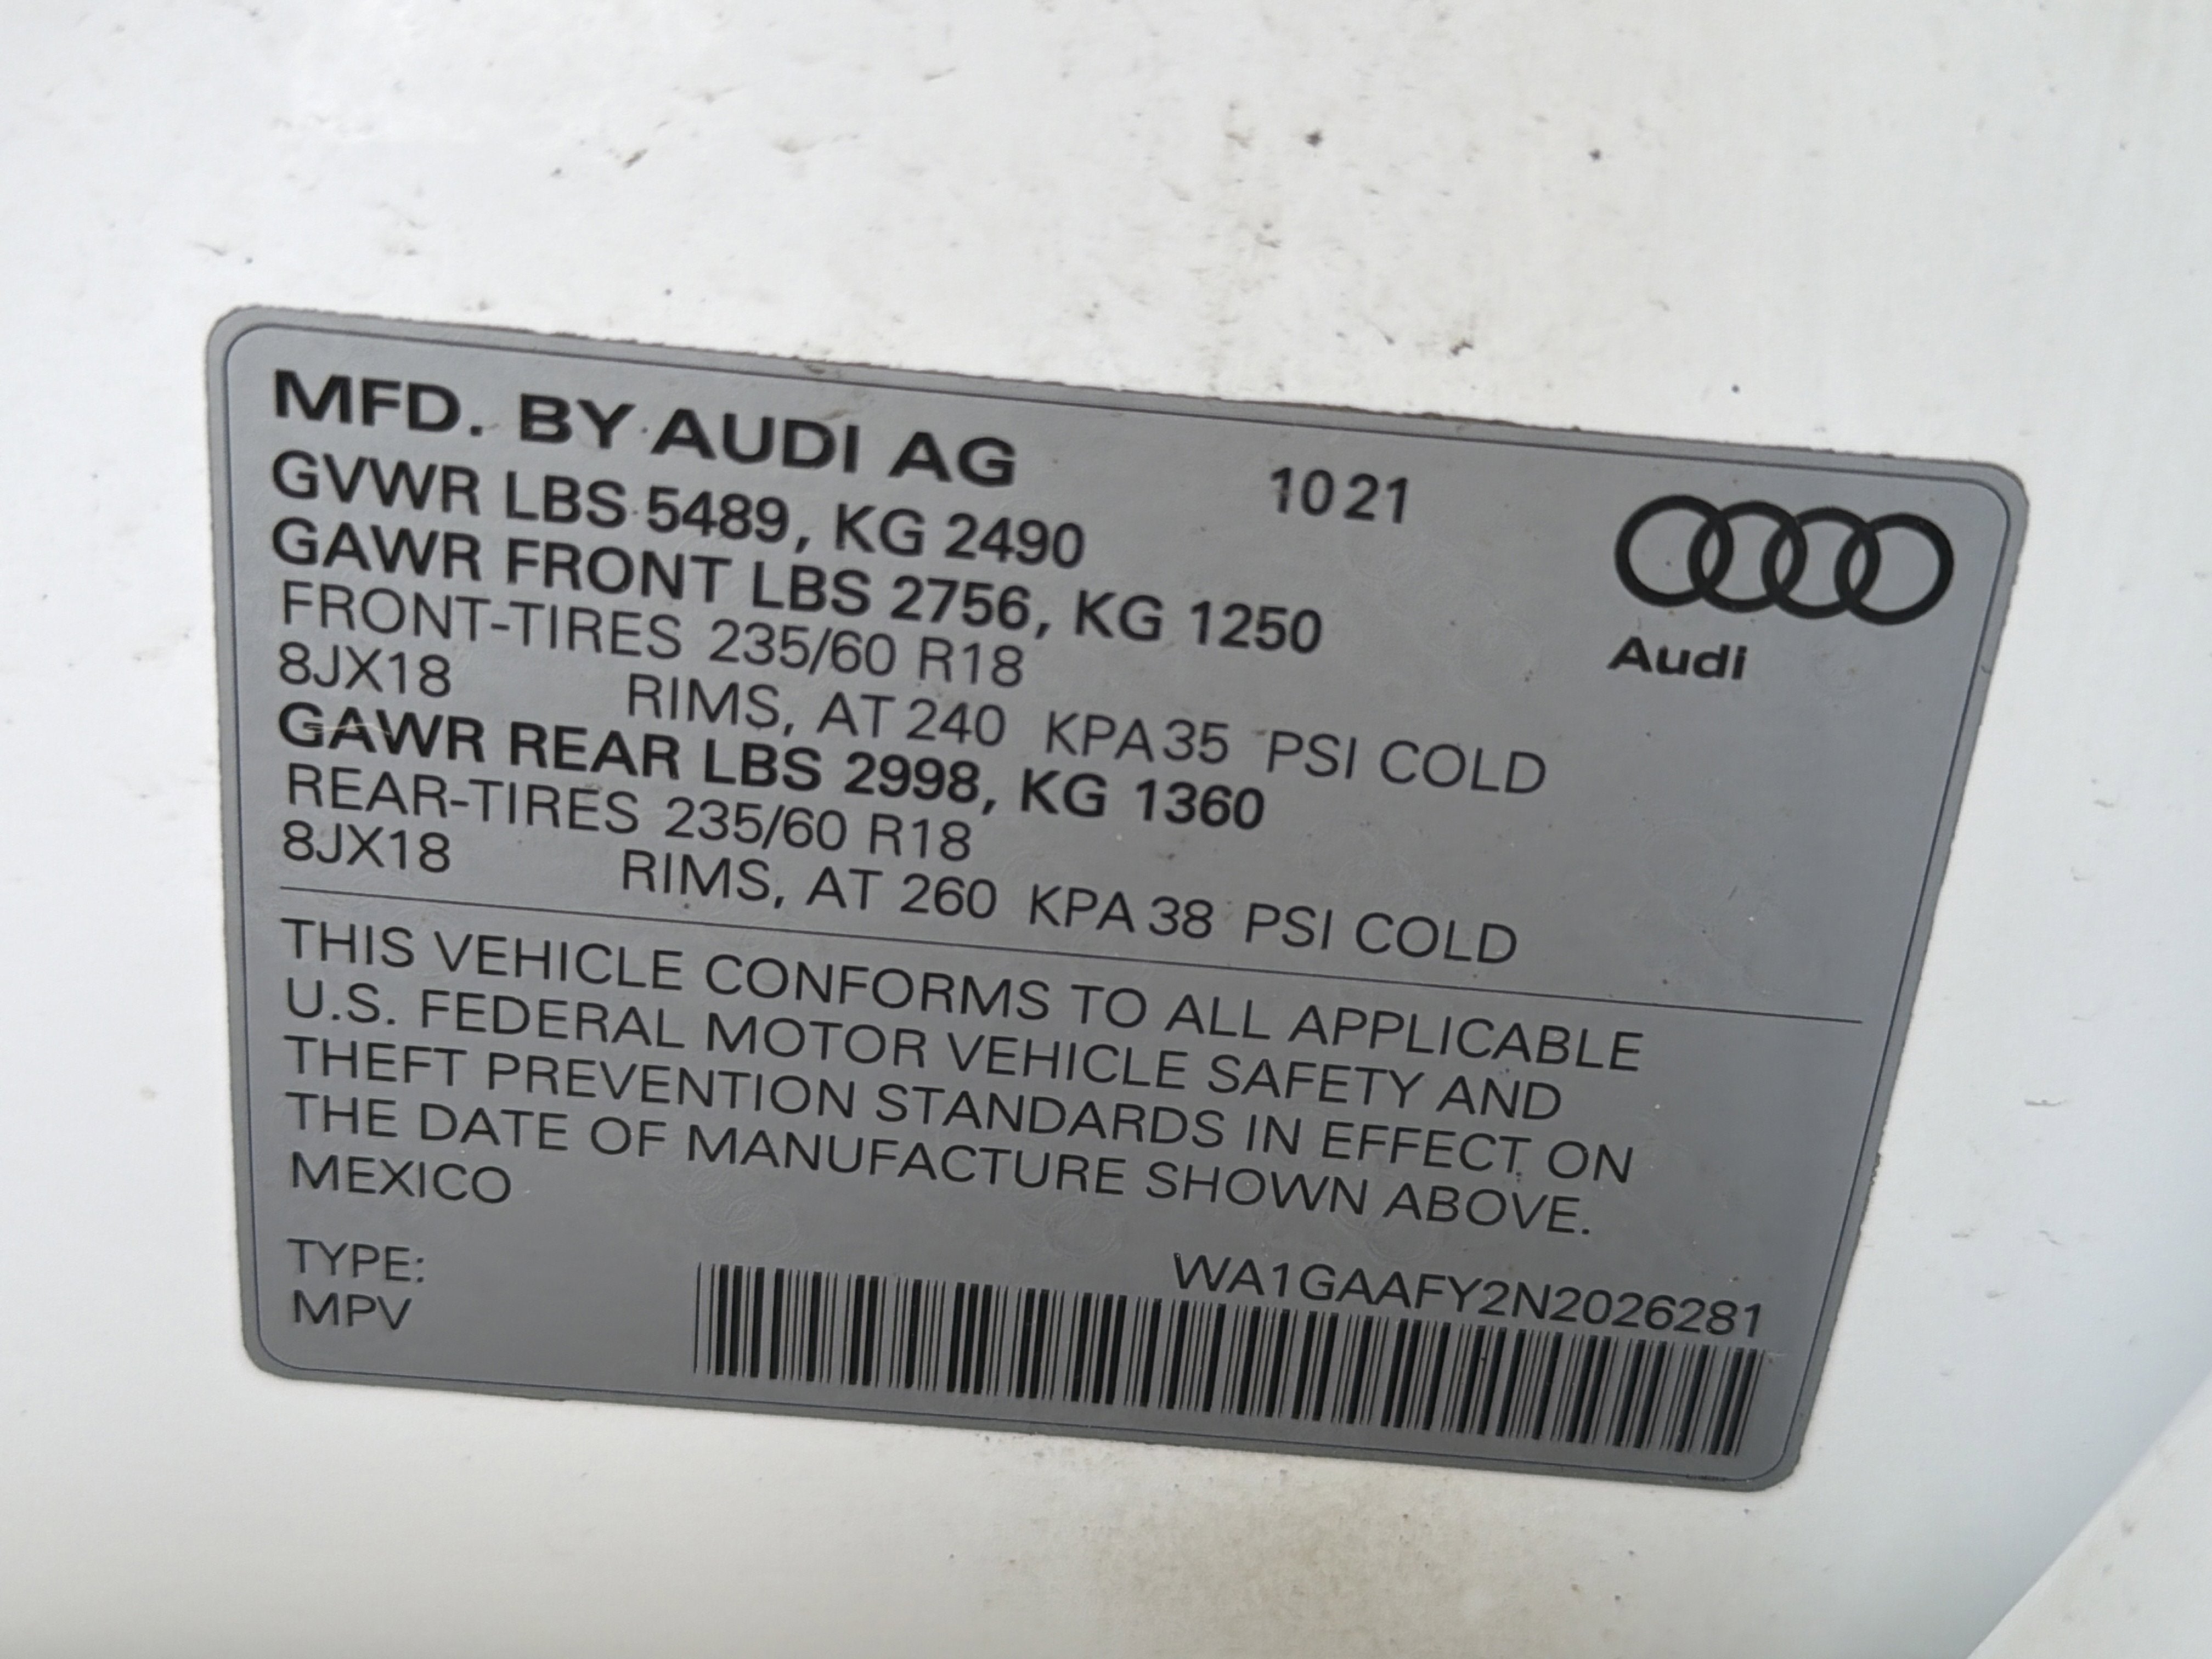 MFD. BY AUDI AG 10 21
GVWR LBS 5489, KG 2490
GAWR FRONT LBS 2756, KG 1250
Audi
FRONT-TIRES 235/60 R18
8JX18 RIMS, AT 240 KPA 35 PSI COLD
GAWR REAR LBS 2998, KG 1360
REAR-TIRES 235/60 R18
8JX18 RIMS, AT 260 KPA 38 PSI COLD
THIS VEHICLE CONFORMS TO ALL APPLICABLE
U.S. FEDERAL MOTOR VEHICLE SAFETY AND
THEFT PREVENTION STANDARDS IN EFFECT ON
THE DATE OF MANUFACTURE SHOWN ABOVE.
MEXICO
WA1GAAFY2N2026281
TYPE:
MPV